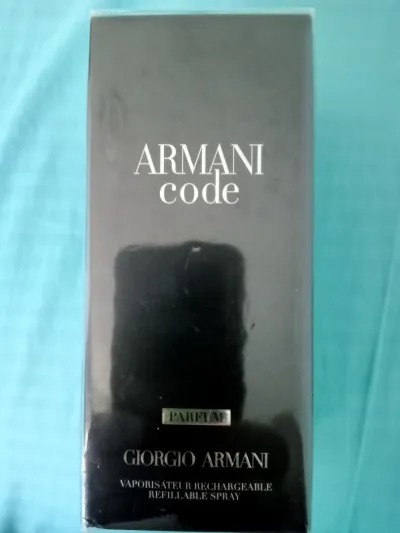 ARMANI
code
PARFUM
GIORGIO ARMANI
VAPORISATEUR RECHARGEABLE
REFILLABLE SPRAY